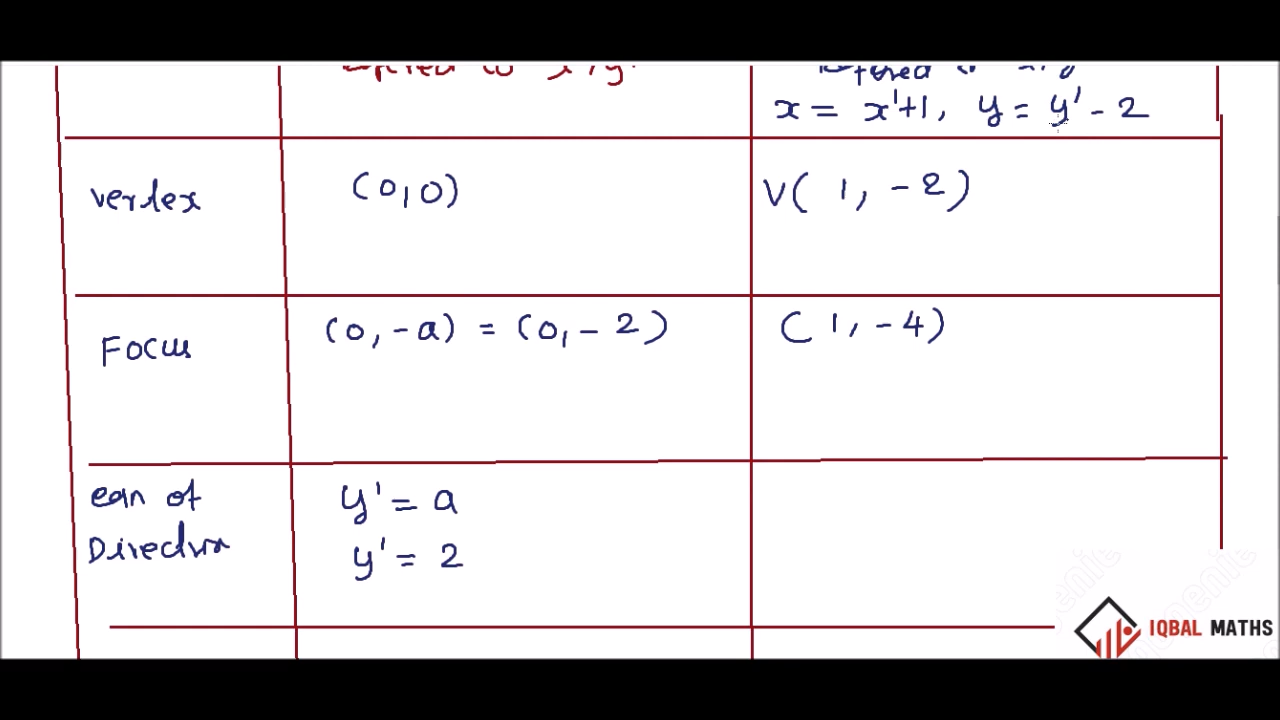 x = x'+1, y = y' - 2
vertex (0,0) V( 1, -2)
Focus (0,-a) = (0,-2) ( 1, -4)
eqn of y' = a
Directrix y' = 2
IQBAL MATHS